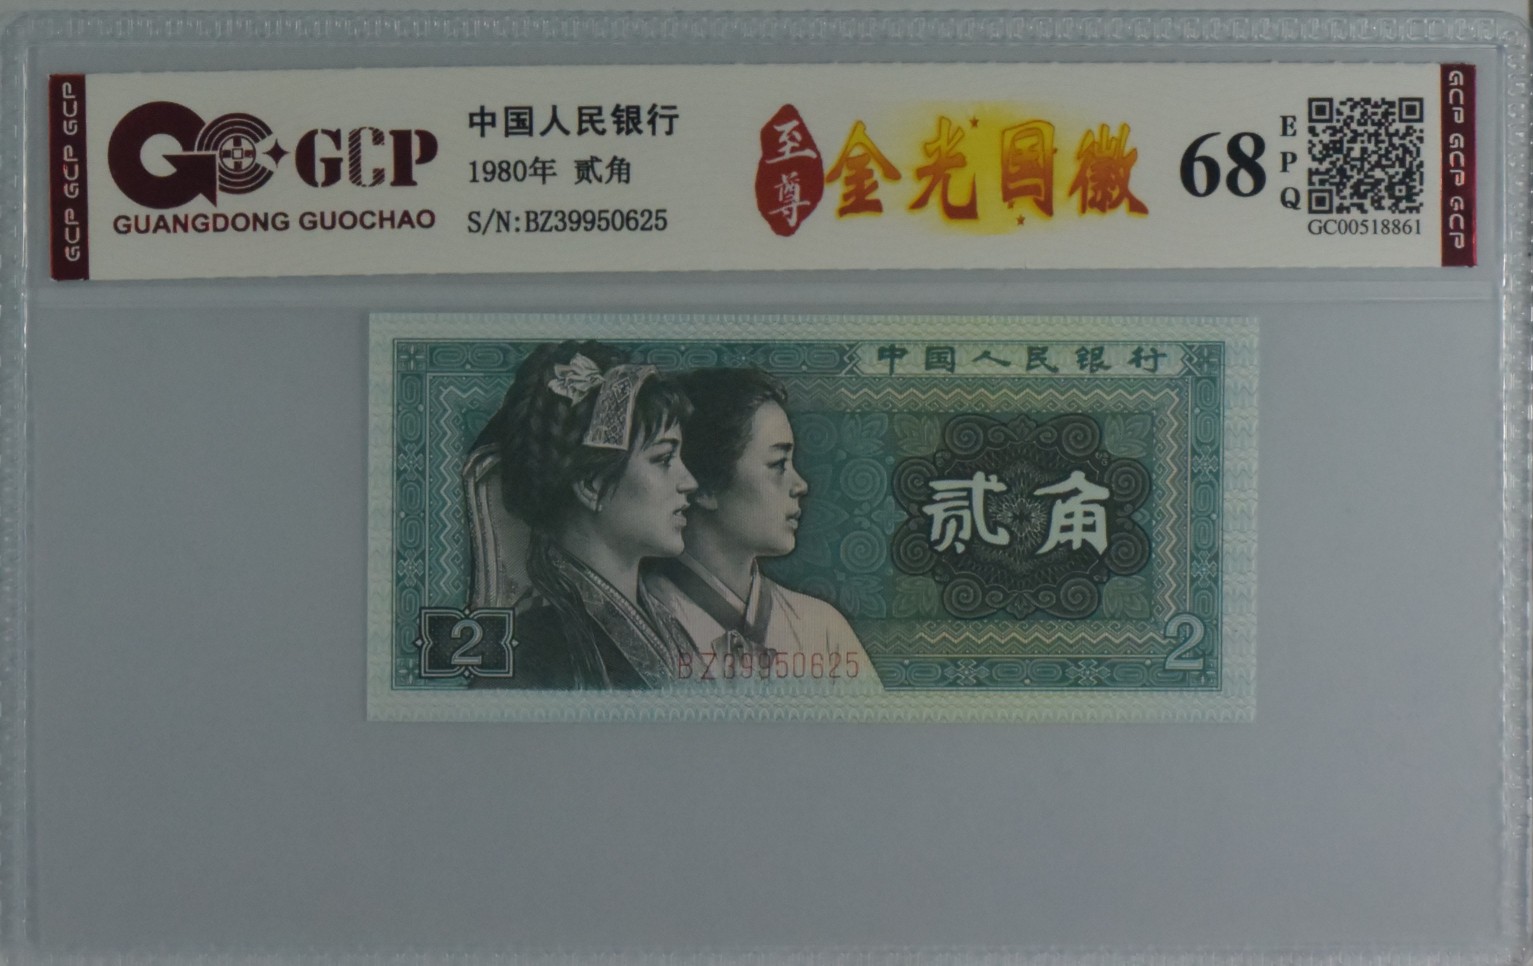 GCP GCP GCP
GCP
GUANGDONG GUOCHAO
中国人民银行
1980年 贰角
S/N:BZ39950625
至尊
金光国徽
68
EPQ
GC00518861
GCP GCP GCP
中国人民银行
贰角
2
2
BZ39950625